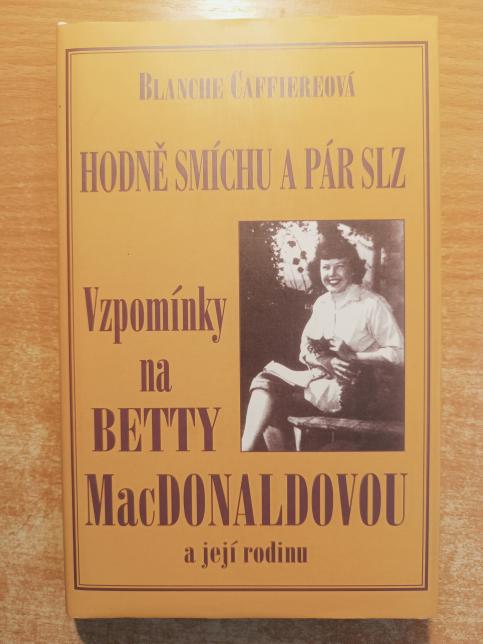 BLANCHE CAFFIEREOVÁ
HODNĚ SMÍCHU A PÁR SLZ
Vzpomínky
na
BETTY
MacDONALDOVOU
a její rodinu